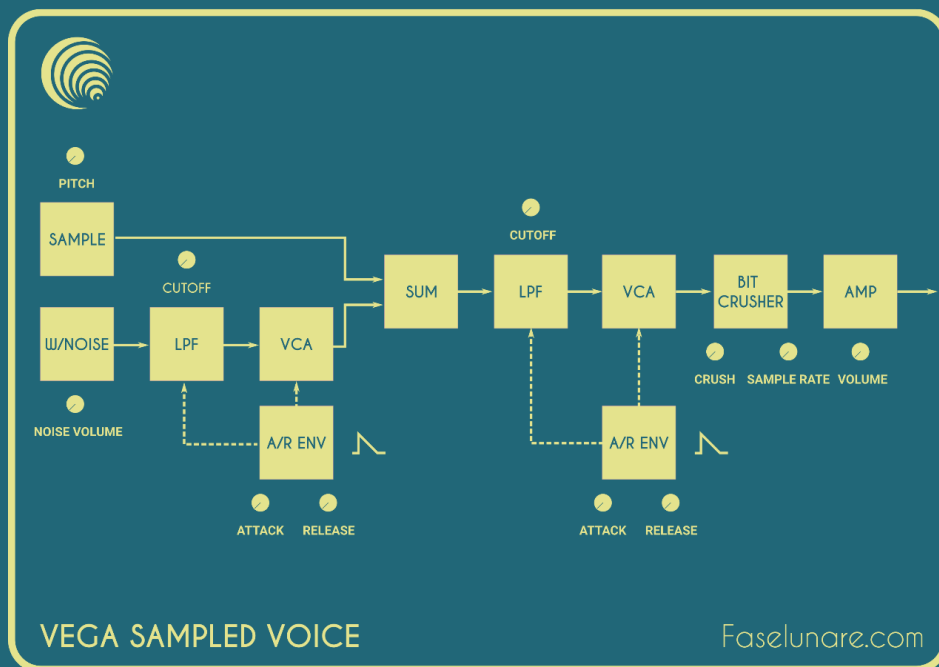 PITCH
SAMPLE
CUTOFF
W/NOISE
LPF
VCA
NOISE VOLUME
A/R ENV
ATTACK
RELEASE
SUM
CUTOFF
LPF
VCA
A/R ENV
ATTACK
RELEASE
BIT
CRUSHER
CRUSH
SAMPLE RATE
AMP
VOLUME
VEGA SAMPLED VOICE
Faselunare.com